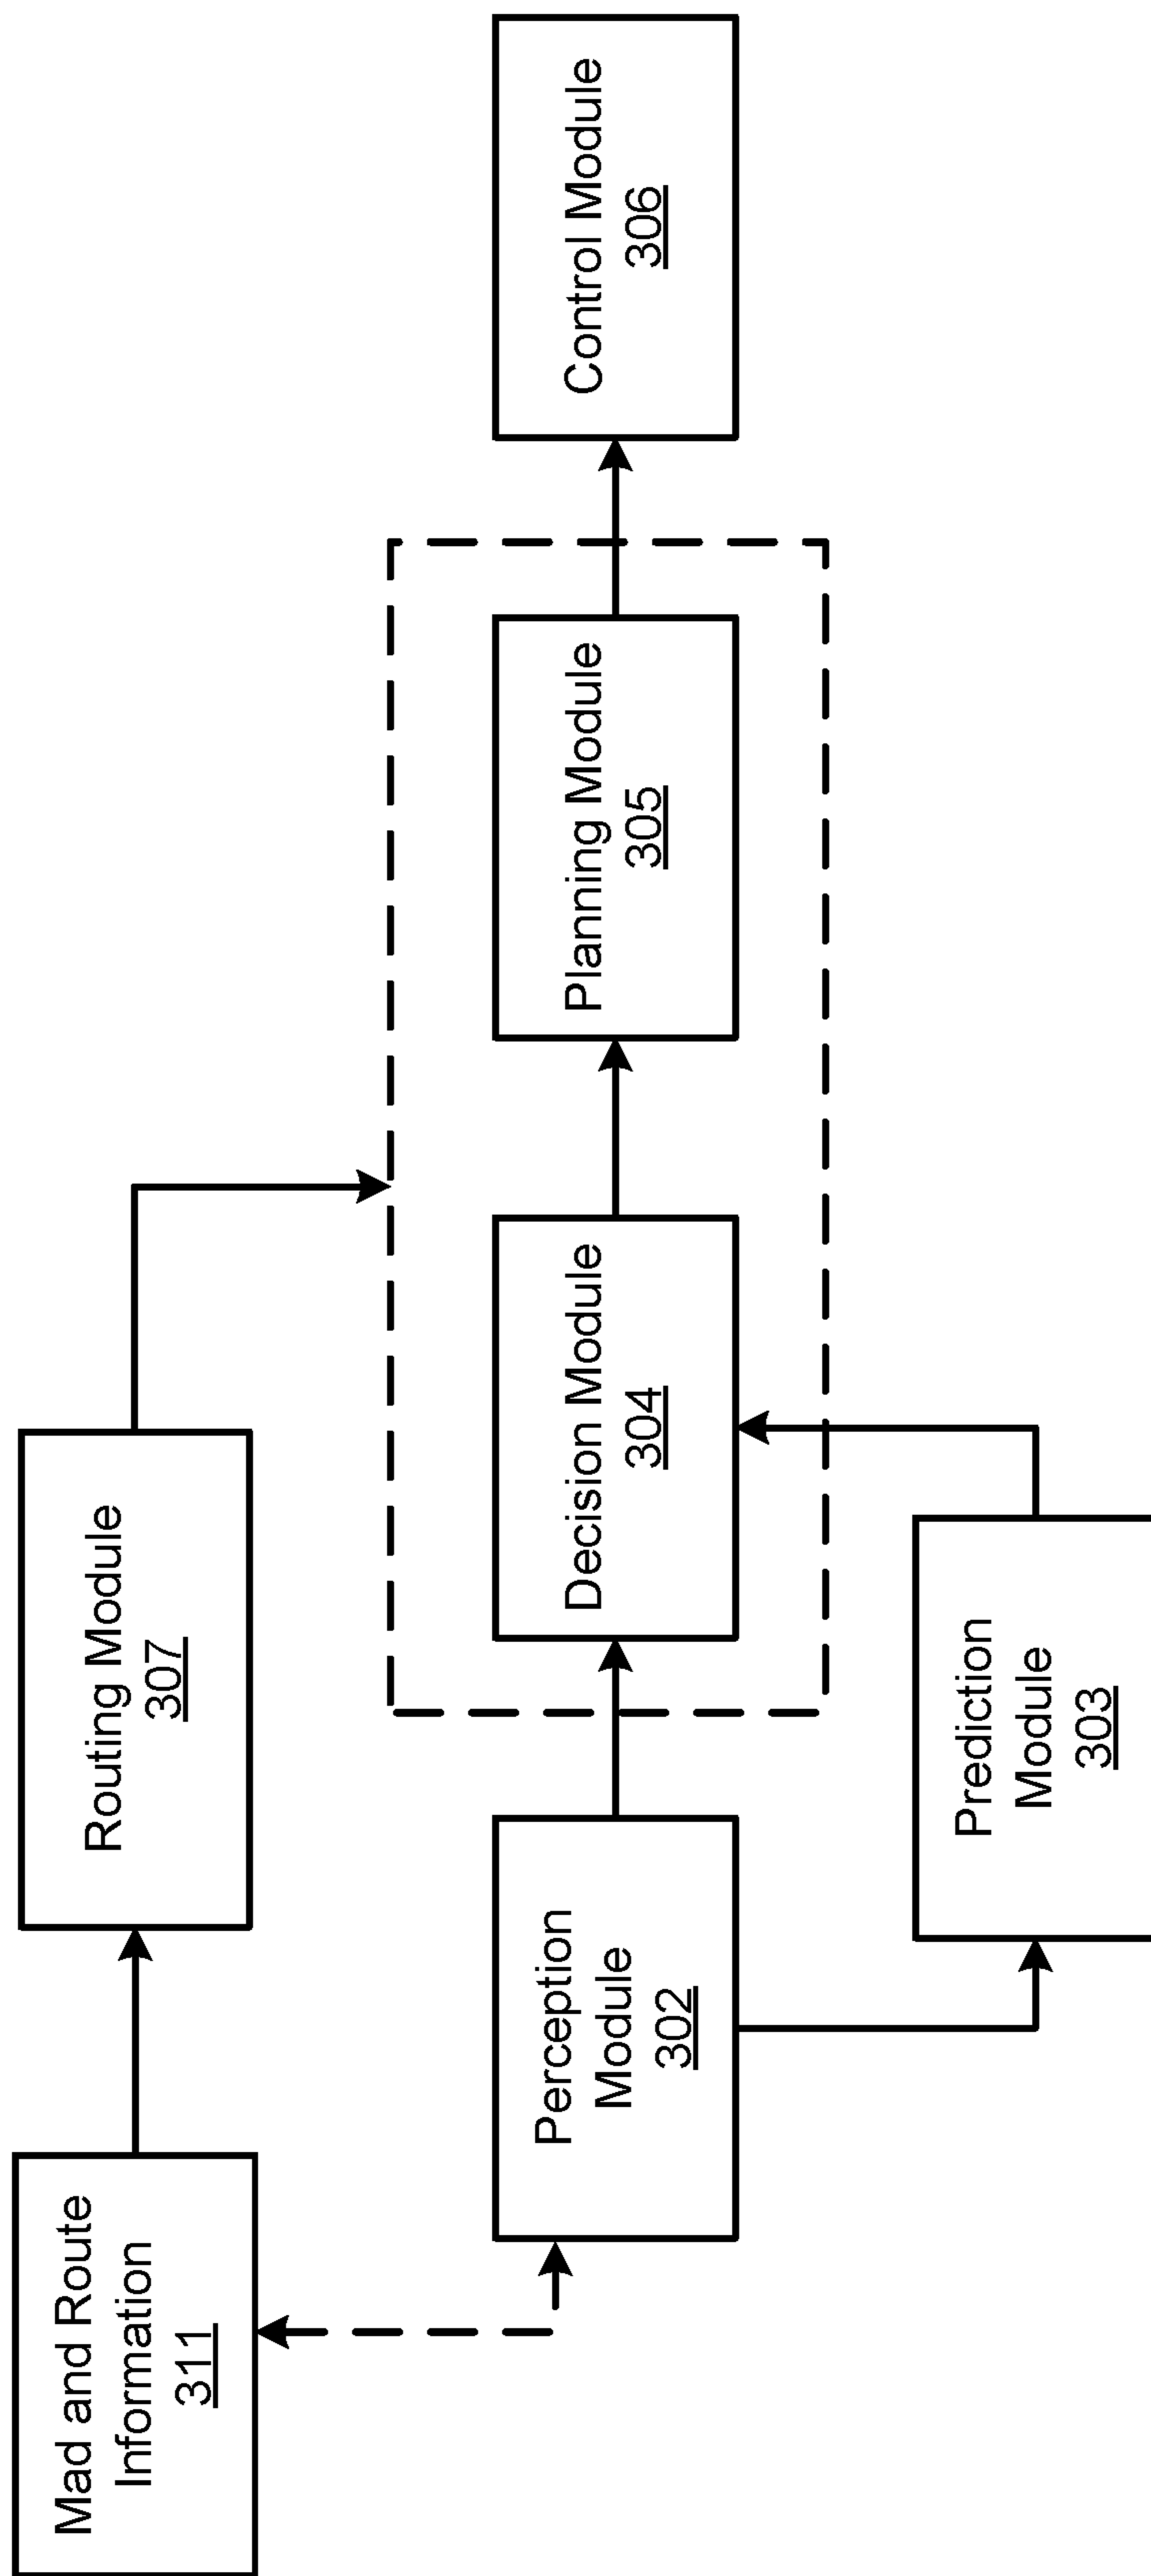 Mad and Route
Information
311
Routing Module
307
Perception
Module
302
Decision Module
304
Planning Module
305
Control Module
306
Prediction
Module
303